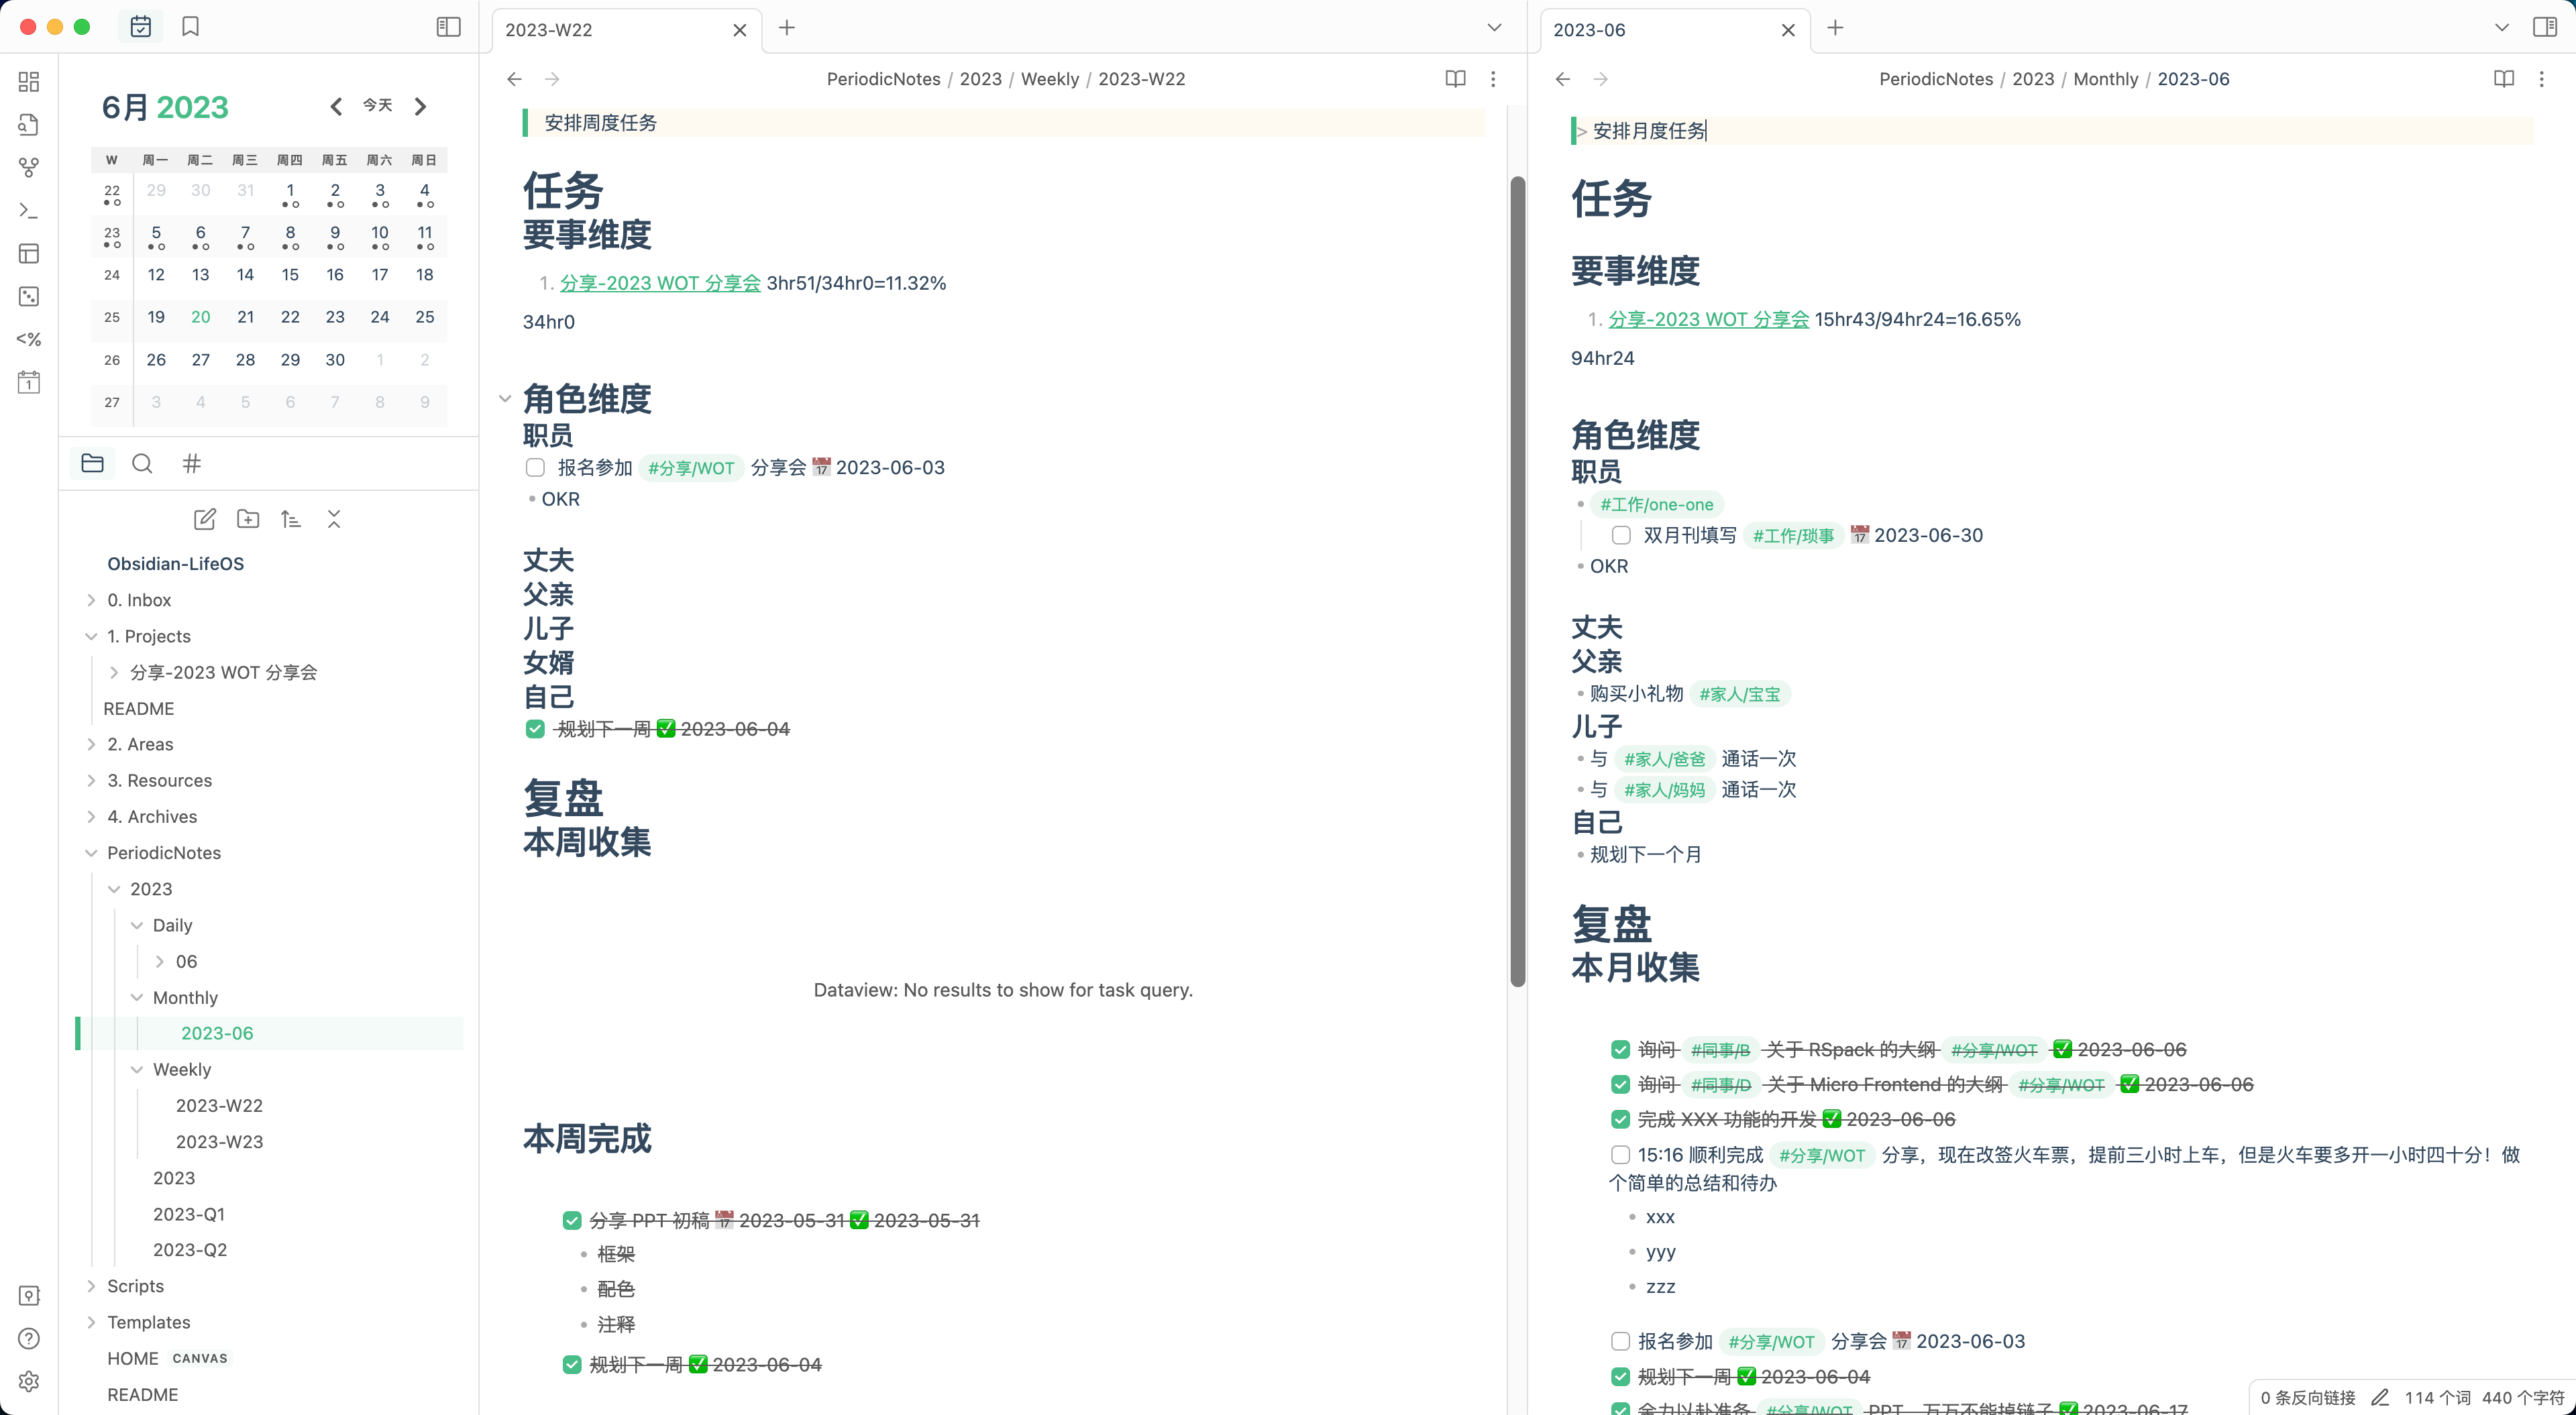 6月 2023 今天
W 周一 周二 周三 周四 周五 周六 周日
22 29 30 31 1 2 3 4
23 5 6 7 8 9 10 11
24 12 13 14 15 16 17 18
25 19 20 21 22 23 24 25
26 26 27 28 29 30 1 2
27 3 4 5 6 7 8 9
<%
1
Obsidian-LifeOS
0. Inbox
1. Projects
分享-2023 WOT 分享会
README
2. Areas
3. Resources
4. Archives
PeriodicNotes
2023
Daily
06
Monthly
2023-06
Weekly
2023-W22
2023-W23
2023
2023-Q1
2023-Q2
Scripts
Templates
HOME CANVAS
README
2023-W22
PeriodicNotes / 2023 / Weekly / 2023-W22
安排周度任务
任务
要事维度
1. 分享-2023 WOT 分享会 3hr51/34hr0=11.32%
34hr0
角色维度
职员
报名参加 #分享/WOT 分享会 📅 2023-06-03
• OKR
丈夫
父亲
儿子
女婿
自己
规划下一周 ✅ 2023-06-04
复盘
本周收集
Dataview: No results to show for task query.
本周完成
分享 PPT 初稿 📅 2023-05-31 ✅ 2023-05-31
• 框架
• 配色
• 注释
规划下一周 ✅ 2023-06-04
2023-06
PeriodicNotes / 2023 / Monthly / 2023-06
> 安排月度任务
任务
要事维度
1. 分享-2023 WOT 分享会 15hr43/94hr24=16.65%
94hr24
角色维度
职员
• #工作/one-one
双月刊填写 #工作/琐事 📅 2023-06-30
• OKR
丈夫
父亲
• 购买小礼物 #家人/宝宝
儿子
• 与 #家人/爸爸 通话一次
• 与 #家人/妈妈 通话一次
自己
• 规划下一个月
复盘
本月收集
询问 #同事/B 关于 RSpack 的大纲 #分享/WOT ✅ 2023-06-06
询问 #同事/D 关于 Micro Frontend 的大纲 #分享/WOT ✅ 2023-06-06
完成 XXX 功能的开发 ✅ 2023-06-06
15:16 顺利完成 #分享/WOT 分享，现在改签火车票，提前三小时上车，但是火车要多开一小时四十分！做
个简单的总结和待办
• xxx
• yyy
• zzz
报名参加 #分享/WOT 分享会 📅 2023-06-03
规划下一周 ✅ 2023-06-04
全力以赴准备 #分享/WOT PPT，万万不能掉链子 ✅ 2023-06-17
0 条反向链接 114 个词 440 个字符